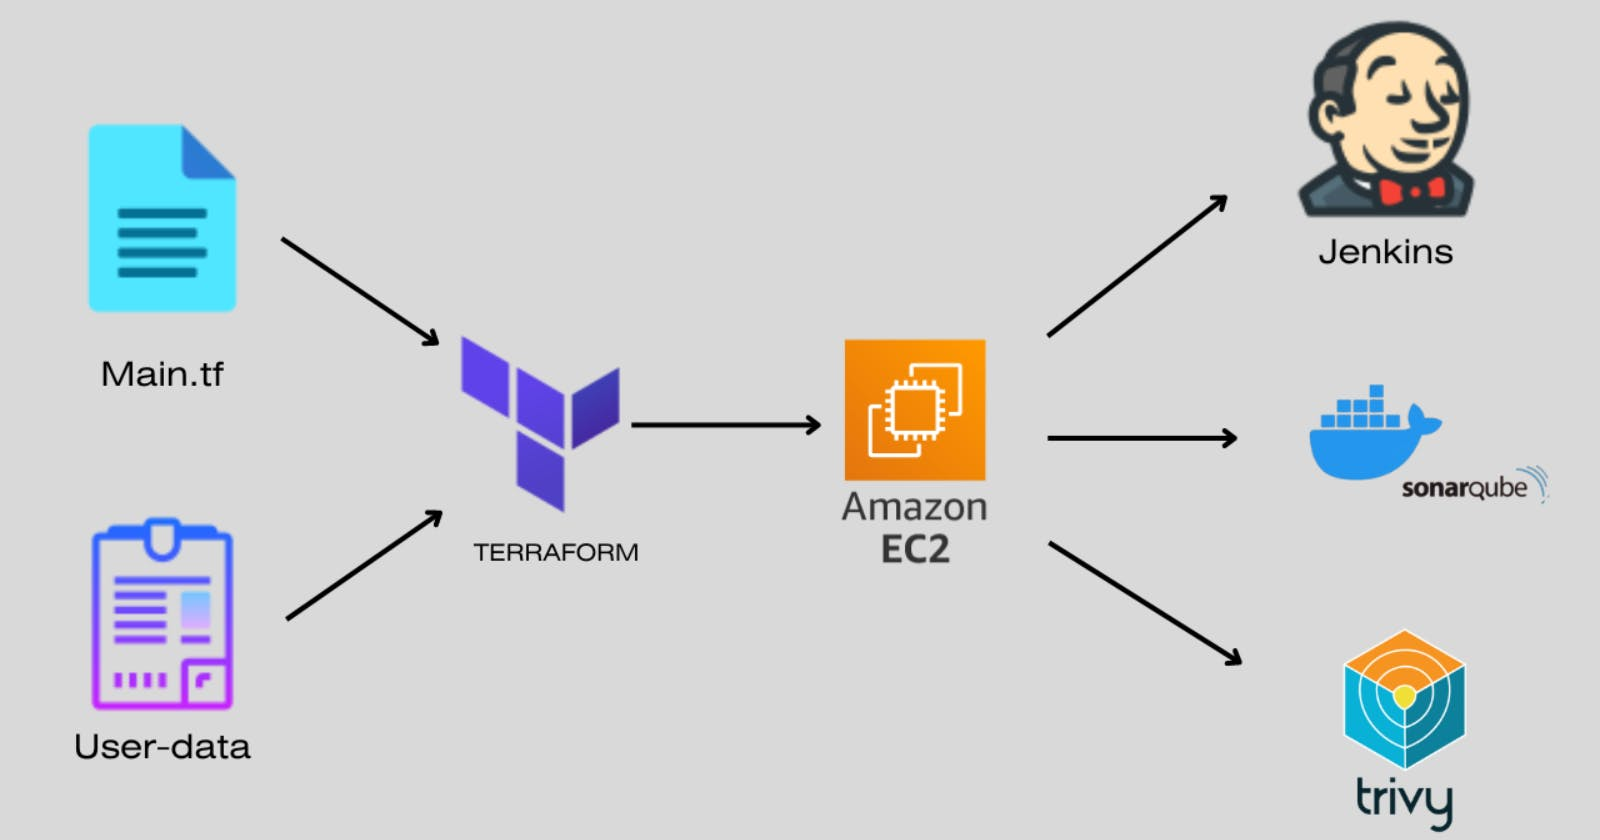 Main.tf
User-data
TERRAFORM
Amazon
EC2
Jenkins
sonarqube
trivy